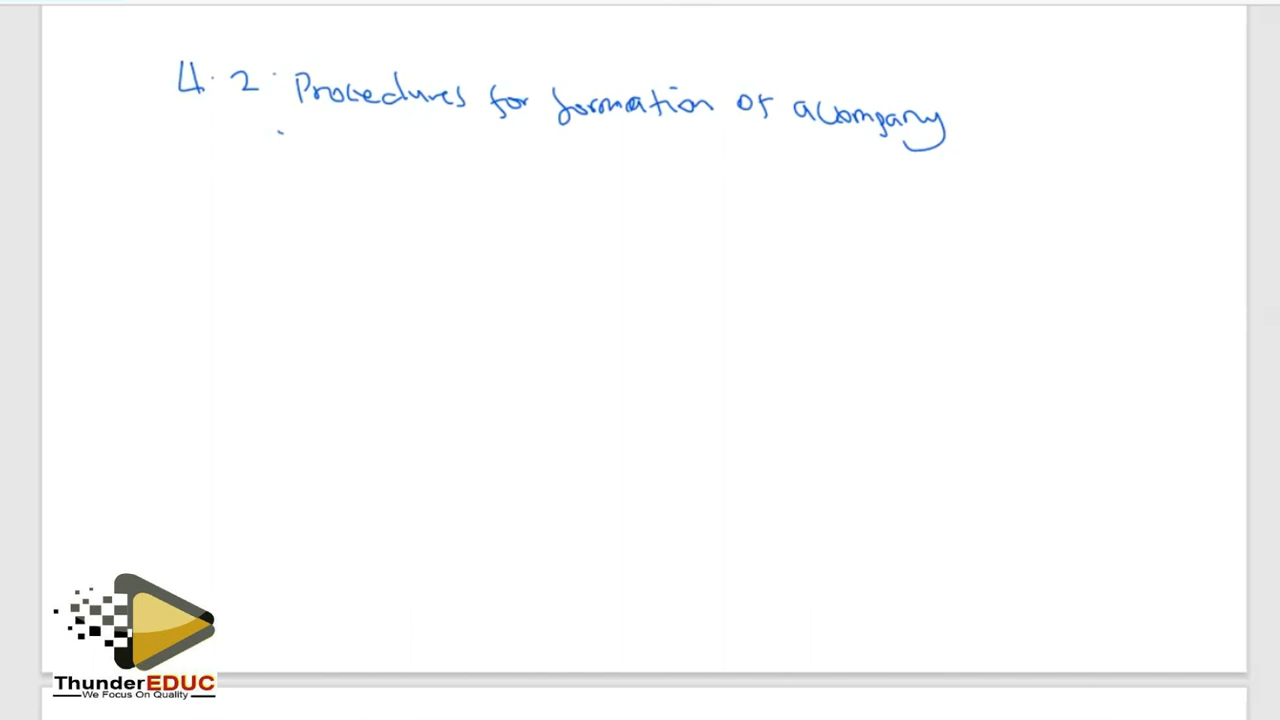 4.2. Procedures for formation of a company
ThunderEDUC
We Focus On Quality